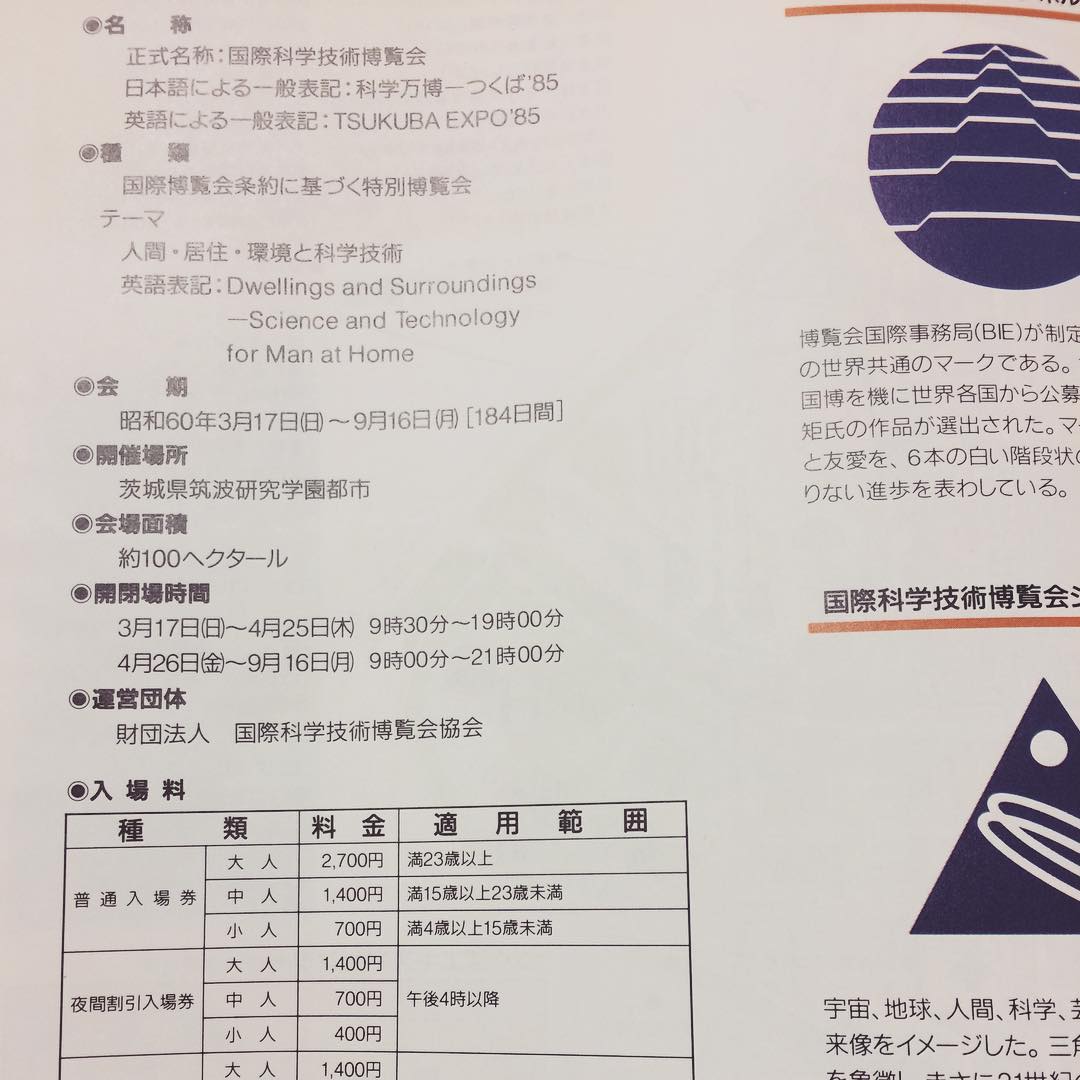 ◉名　称
正式名称：国際科学技術博覧会
日本語による一般表記：科学万博―つくば'85
英語による一般表記：TSUKUBA EXPO'85
◉種　類
国際博覧会条約に基づく特別博覧会
テーマ
人間・居住・環境と科学技術
英語表記：Dwellings and Surroundings
―Science and Technology
for Man at Home
◉会　期
昭和60年3月17日(日)～9月16日(月)［184日間］
◉開催場所
茨城県筑波研究学園都市
◉会場面積
約100ヘクタール
◉開閉場時間
3月17日(日)～4月25日(木) 9時30分～19時00分
4月26日(金)～9月16日(月) 9時00分～21時00分
◉運営団体
財団法人　国際科学技術博覧会協会
◉入場料
種　類　料　金　適　用　範　囲
普通入場券　大　人　2,700円　満23歳以上
中　人　1,400円　満15歳以上23歳未満
小　人　700円　満4歳以上15歳未満
夜間割引入場券　大　人　1,400円　午後4時以降
中　人　700円
小　人　400円
大　人　1,400円
博覧会国際事務局(BIE)が制定
の世界共通のマークである。
国博を機に世界各国から公募
矩氏の作品が選出された。マー
と友愛を、6本の白い階段状の
りない進歩を表わしている。
国際科学技術博覧会シ
宇宙、地球、人間、科学、芸
来像をイメージした。三角
を象徴し、まさに21世紀